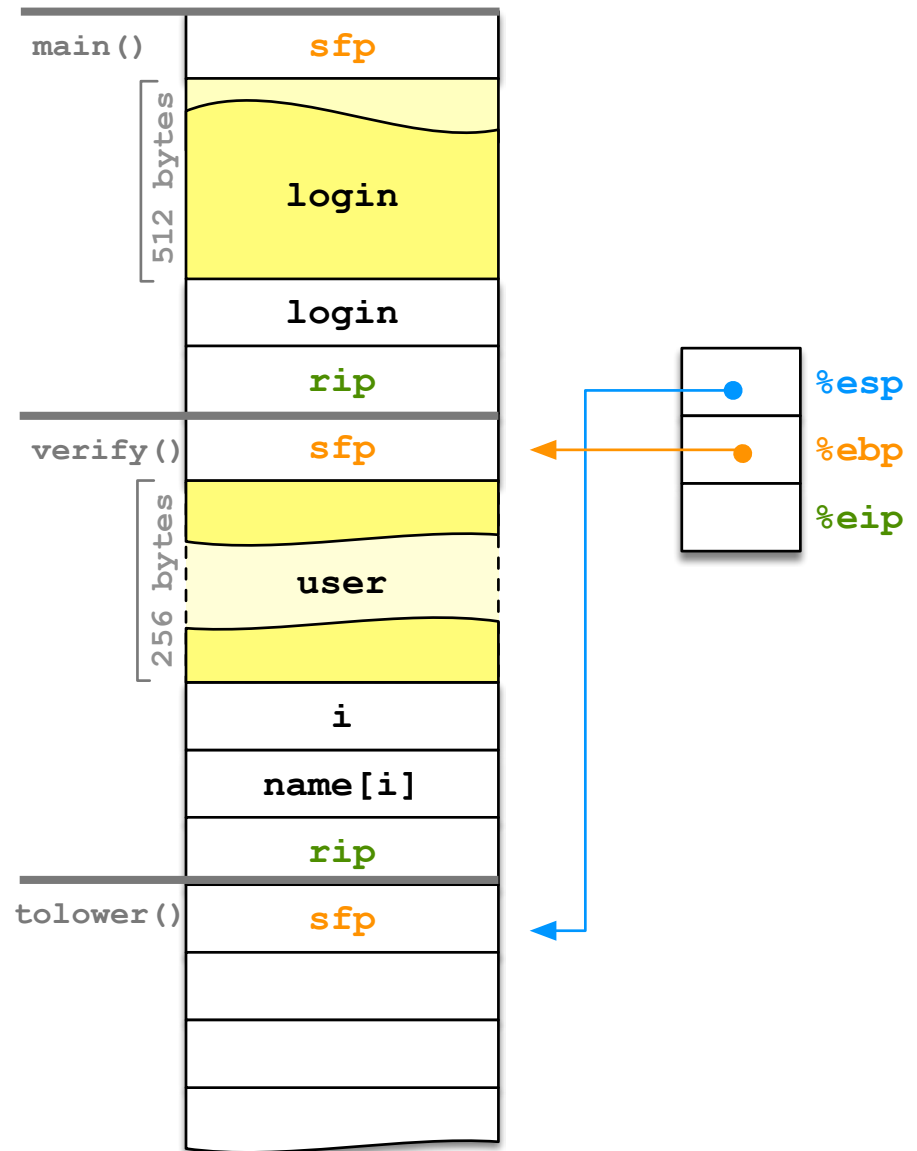 main()
sfp
512 bytes
login
login
rip
%esp
verify()
sfp
%ebp
%eip
256 bytes
user
i
name[i]
rip
tolower()
sfp